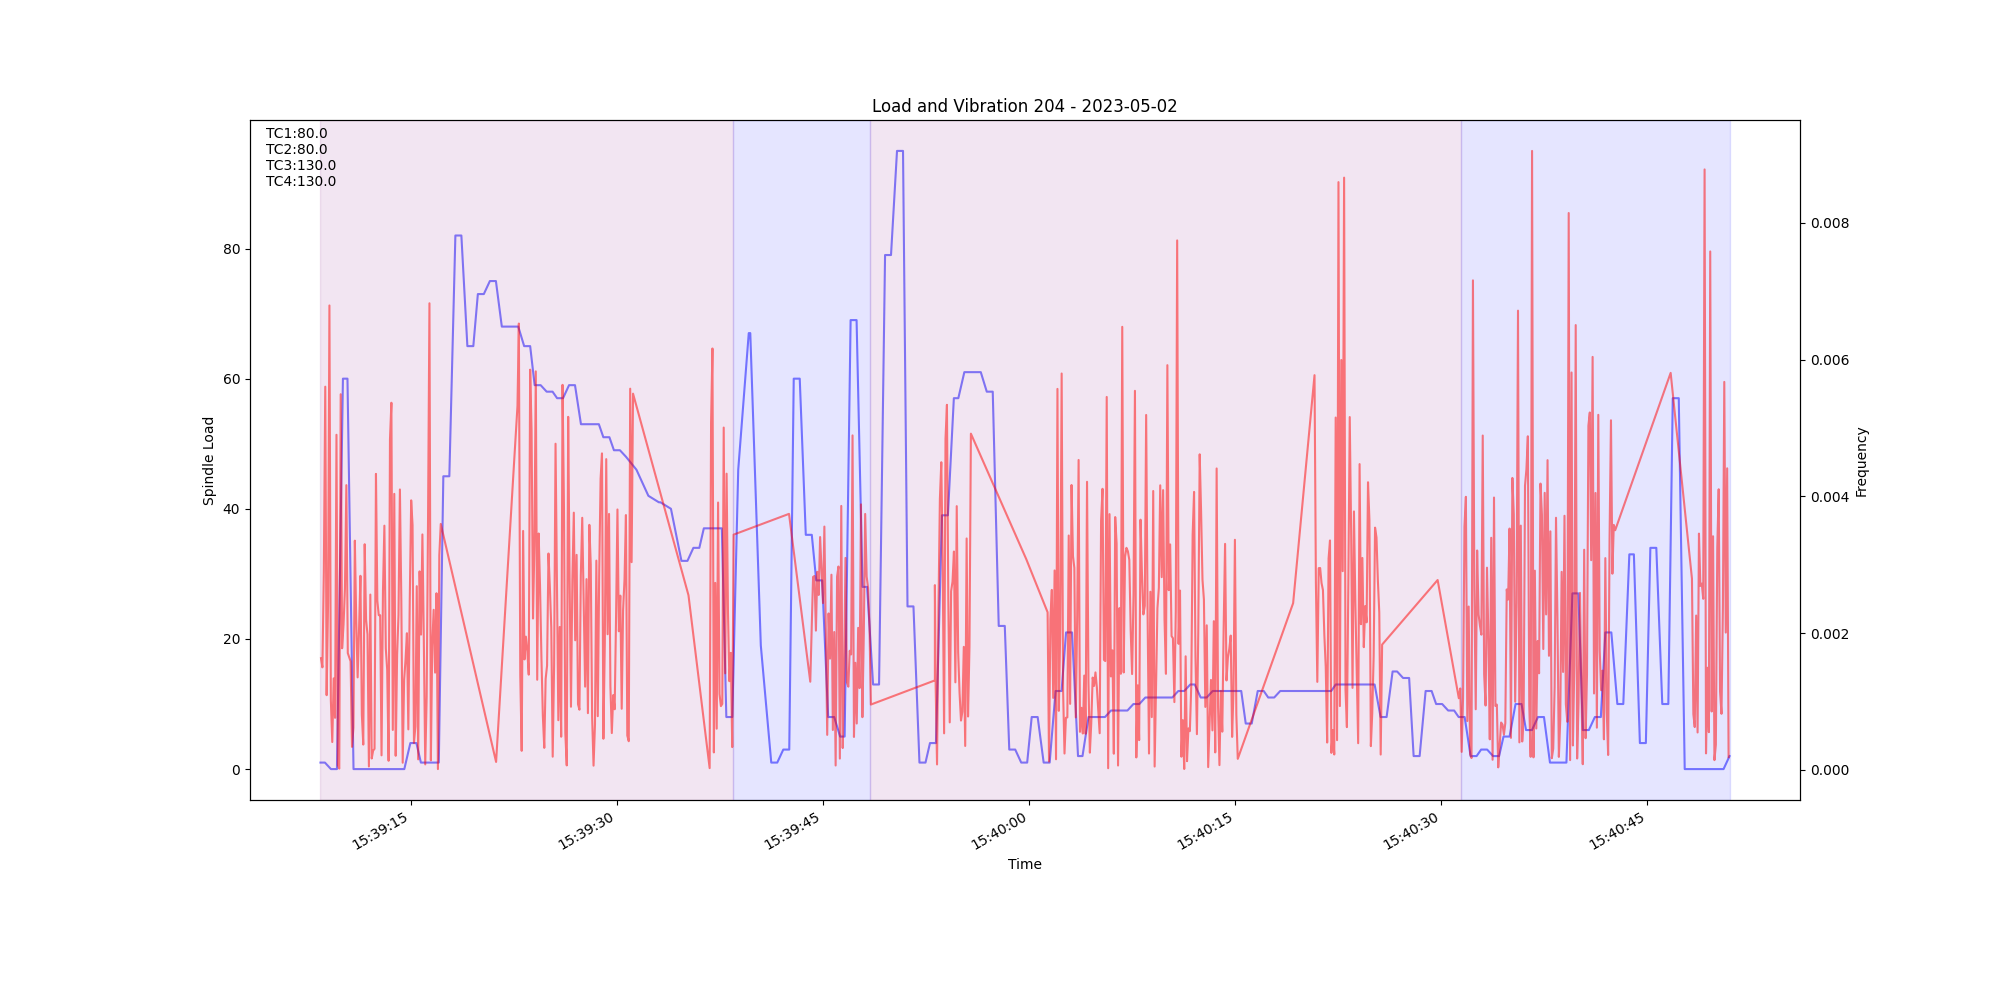 Load and Vibration 204 - 2023-05-02
TC1:80.0
TC2:80.0
TC3:130.0
TC4:130.0
Spindle Load
80
60
40
20
0
0.008
0.006
0.004
0.002
0.000
Frequency
15:39:15
15:39:30
15:39:45
15:40:00
15:40:15
15:40:30
15:40:45
Time